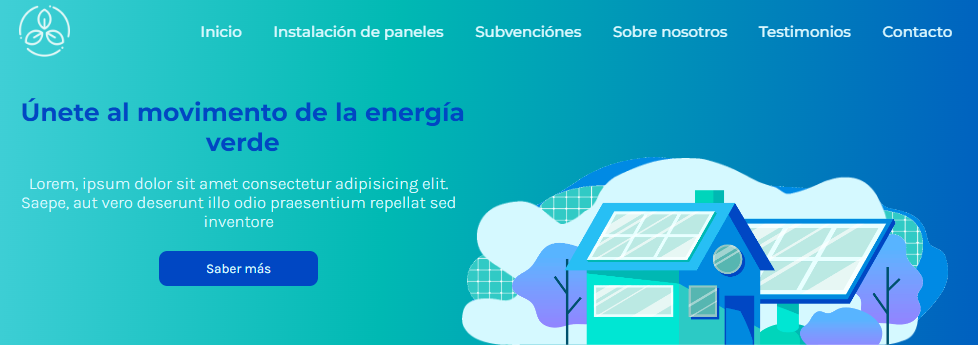 Inicio Instalación de paneles Subvenciónes Sobre nosotros Testimonios Contacto
Únete al movimento de la energía
verde
Lorem, ipsum dolor sit amet consectetur adipisicing elit.
Saepe, aut vero deserunt illo odio praesentium repellat sed
inventore
Saber más